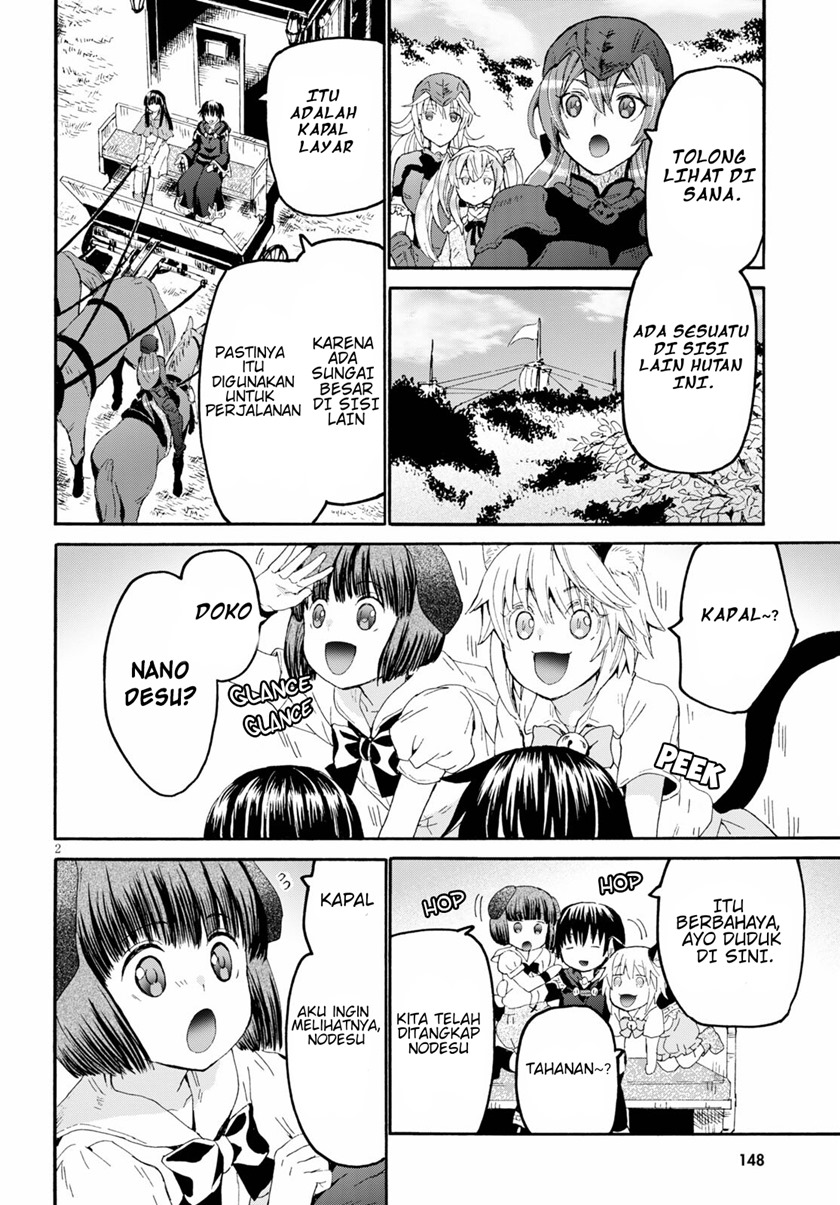 TOLONG
LIHAT DI
SANA.
ADA SESUATU
DI SISI
LAIN HUTAN
INI.
ITU
ADALAH
KAPAL
LAYAR
KARENA
ADA
SUNGAI
BESAR
DI SISI
LAIN
PASTINYA
ITU
DIGUNAKAN
UNTUK
PERJALANAN
KAPAL~?
PEEK
DOKO
NANO
DESU?
GLANCE
GLANCE
2
ITU
BERBAHAYA,
AYO DUDUK
DI SINI.
HOP
HOP
TAHANAN~?
KITA TELAH
DITANGKAP
NODESU
KAPAL
AKU INGIN
MELIHATNYA,
NODESU
148